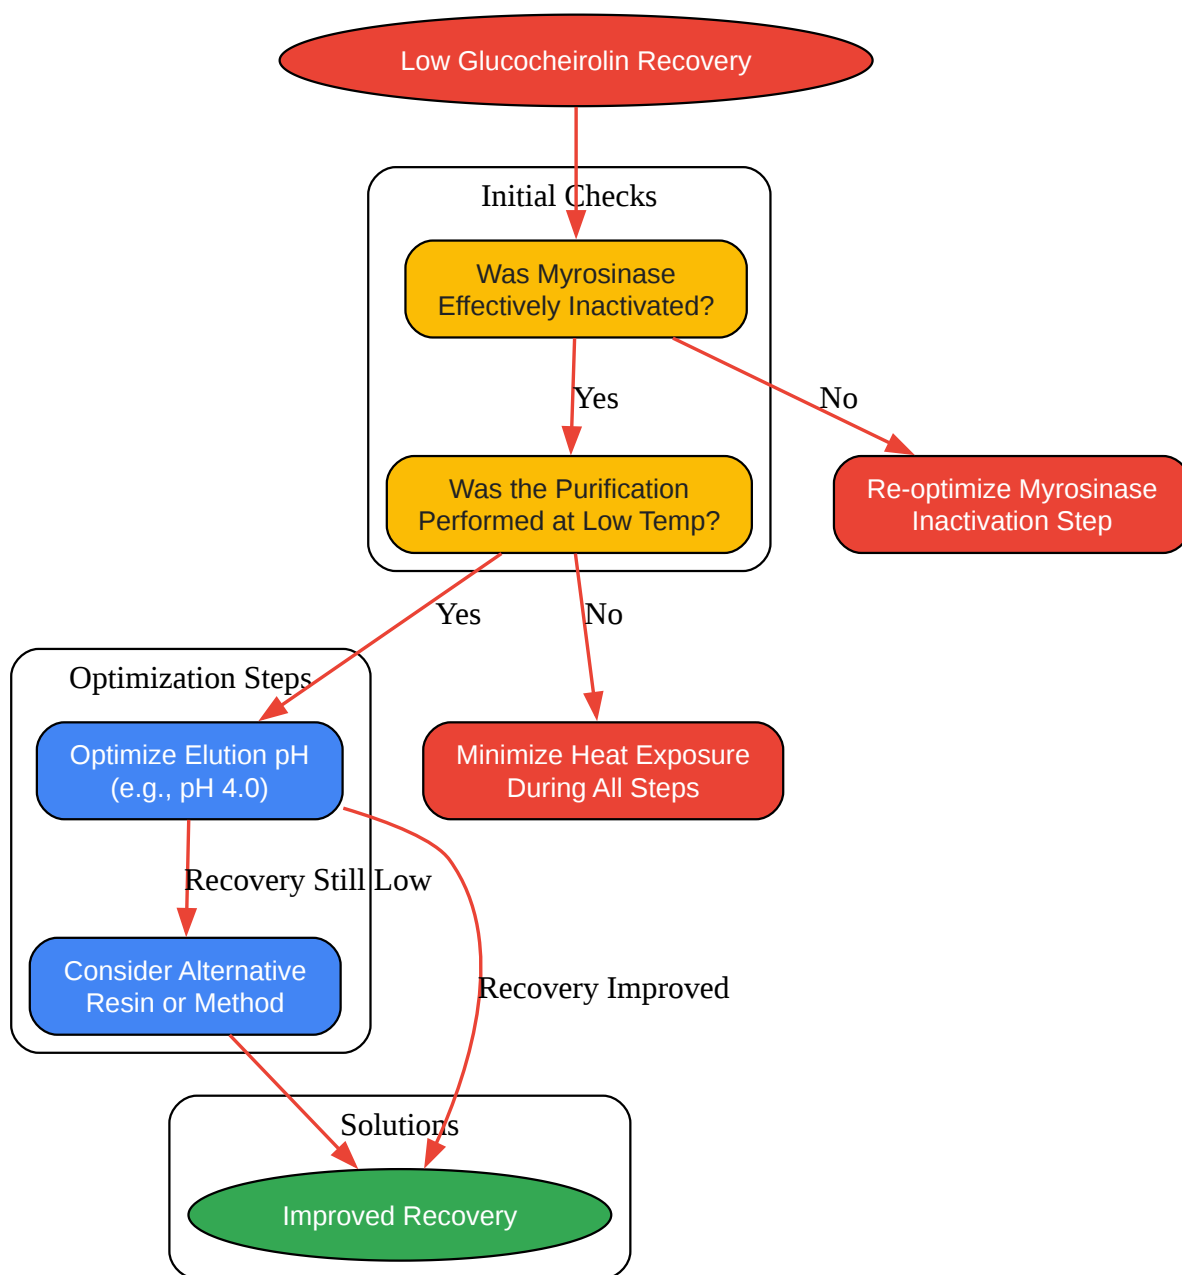 Low Glucocheirolin Recovery
Initial Checks
Was Myrosinase
Effectively Inactivated?
Yes
No
Was the Purification
Performed at Low Temp?
Re-optimize Myrosinase
Inactivation Step
Yes
No
Optimization Steps
Optimize Elution pH
(e.g., pH 4.0)
Minimize Heat Exposure
During All Steps
Recovery Still Low
Consider Alternative
Resin or Method
Recovery Improved
Solutions
Improved Recovery